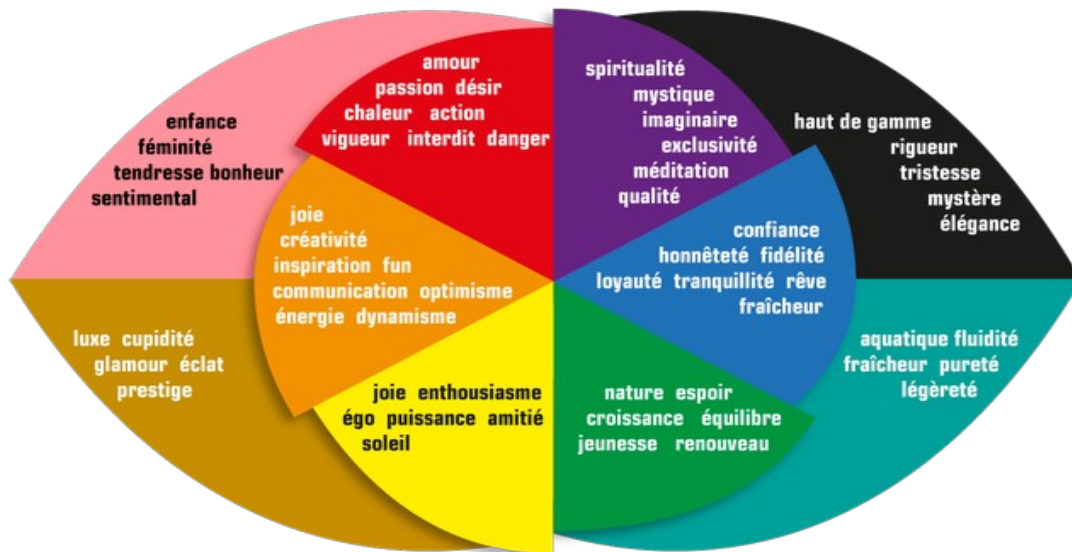 enfance
féminité
tendresse bonheur
sentimental
amour
passion désir
chaleur action
vigueur interdit danger
spiritualité
mystique
imaginaire
exclusivité
méditation
qualité
haut de gamme
rigueur
tristesse
mystère
élégance
joie
créativité
inspiration fun
communication optimisme
énergie dynamisme
confiance
honnêteté fidélité
loyauté tranquillité rêve
fraîcheur
luxe cupidité
glamour éclat
prestige
joie enthousiasme
égo puissance amitié
soleil
nature espoir
croissance équilibre
jeunesse renouveau
aquatique fluidité
fraîcheur pureté
légèreté